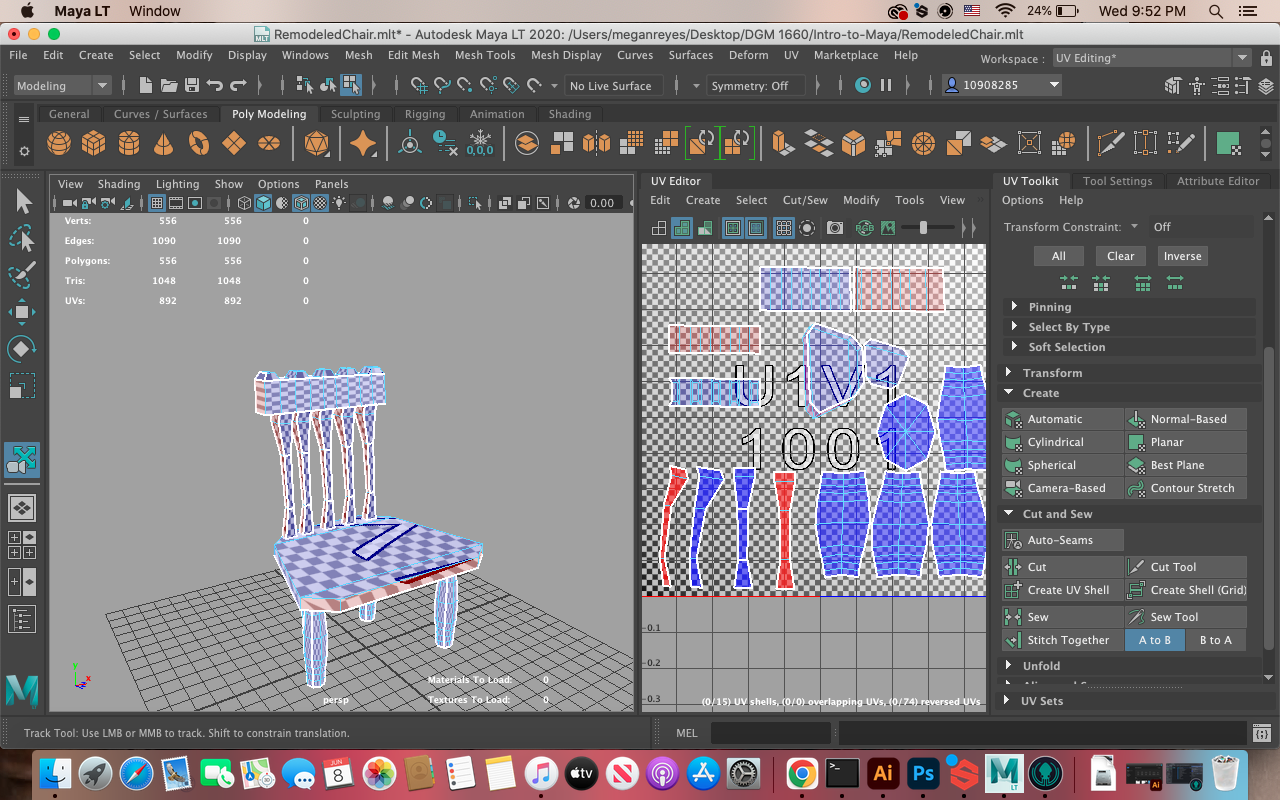 Maya LT Window 24% Wed 9:52 PM
RemodeledChair.mlt* - Autodesk Maya LT 2020: /Users/meganreyes/Desktop/DGM 1660/Intro-to-Maya/RemodeledChair.mlt
File Edit Create Select Modify Display Windows Mesh Edit Mesh Mesh Tools Mesh Display Curves Surfaces Deform UV Marketplace Help Workspace : UV Editing*
Modeling No Live Surface Symmetry: Off 10908285
General Curves / Surfaces Poly Modeling Sculpting Rigging Animation Shading
0,0,0
View Shading Lighting Show Options Panels
0.00
Verts: 556 556 0
Edges: 1090 1090 0
Polygons: 556 556 0
Tris: 1048 1048 0
UVs: 892 892 0
Materials To Load: 0
Textures To Load: 0
persp
y
x
z
UV Editor
Edit Create Select Cut/Sew Modify Tools View
RGB
U1V1
1001
-0.1
-0.2
-0.3
(0/15) UV shells, (0/0) overlapping UVs, (0/74) reversed UVs
UV Toolkit Tool Settings Attribute Editor
Options Help
Transform Constraint: Off
All Clear Inverse
Pinning
Select By Type
Soft Selection
Transform
Create
Automatic Normal-Based
Cylindrical Planar
Spherical Best Plane
Camera-Based Contour Stretch
Cut and Sew
Auto-Seams
Cut Cut Tool
Create UV Shell Create Shell (Grid)
Sew Sew Tool
Stitch Together A to B B to A
Unfold
UV Sets
Track Tool: Use LMB or MMB to track. Shift to constrain translation. MEL
JUN
8
tv
Ai
Ps
S
M
LT